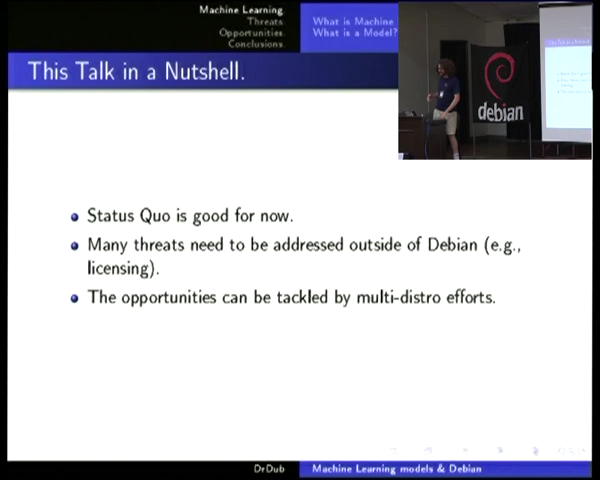 Machine Learning
Threats
Opportunities
Conclusions
What is Machine
What is a Model?
This Talk in a Nutshell.
debian
Status Quo is good for now.
Many threats need to be addressed outside of Debian (e.g.,
licensing).
The opportunities can be tackled by multi-distro efforts.
DrDub
Machine Learning models & Debian